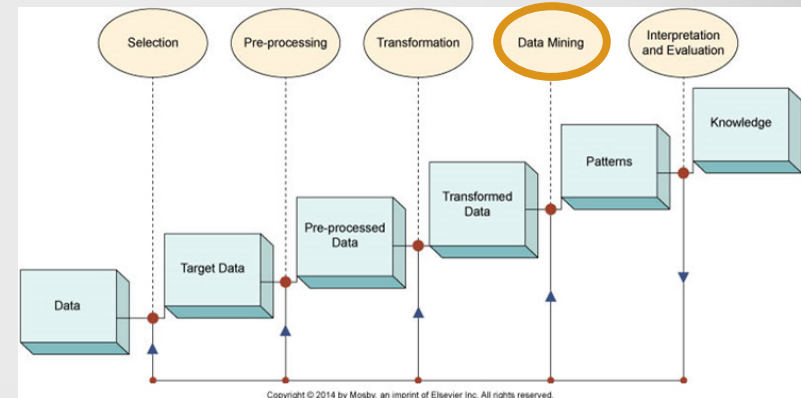 Selection
Pre-processing
Transformation
Data Mining
Interpretation
and Evaluation
Knowledge
Patterns
Transformed
Data
Pre-processed
Data
Target Data
Data
Copyright © 2014 by Mosby, an imprint of Elsevier Inc. All rights reserved.